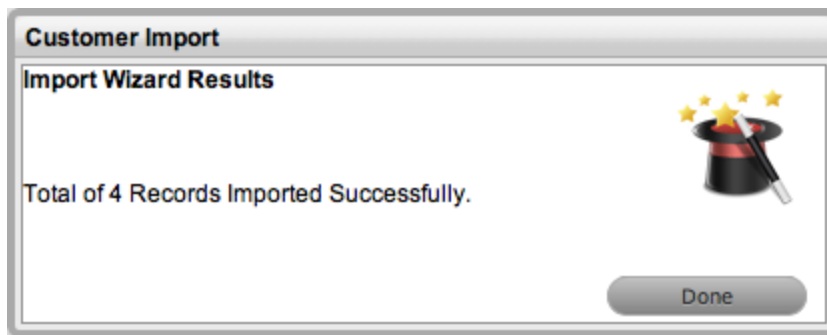 Customer Import
Import Wizard Results
Total of 4 Records Imported Successfully.
Done